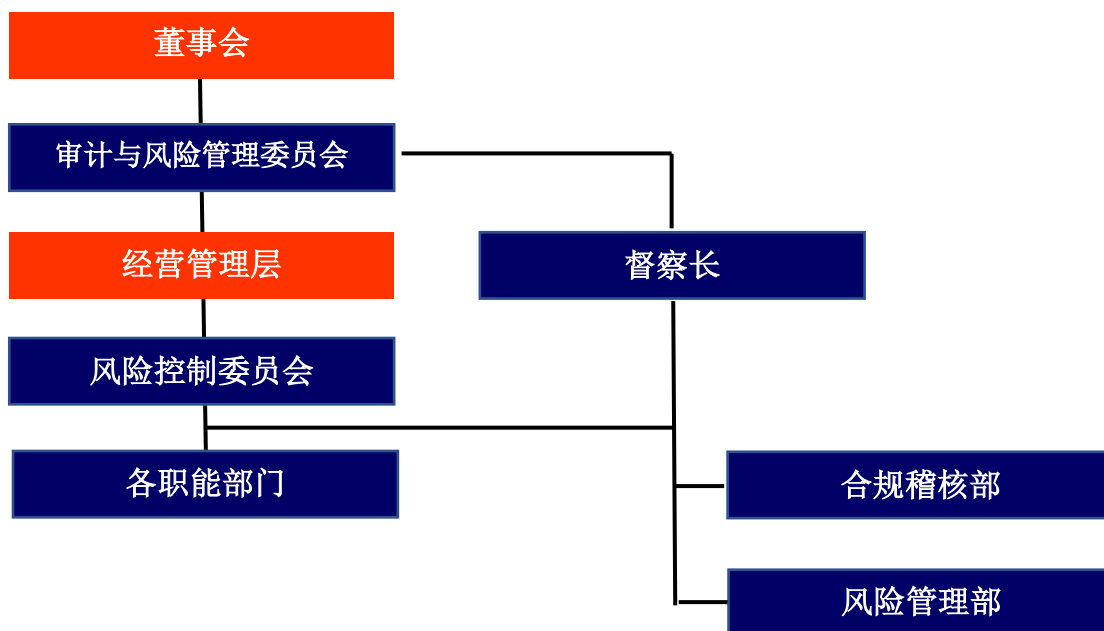 董事会
审计与风险管理委员会
经营管理层
督察长
风险控制委员会
各职能部门
合规稽核部
风险管理部